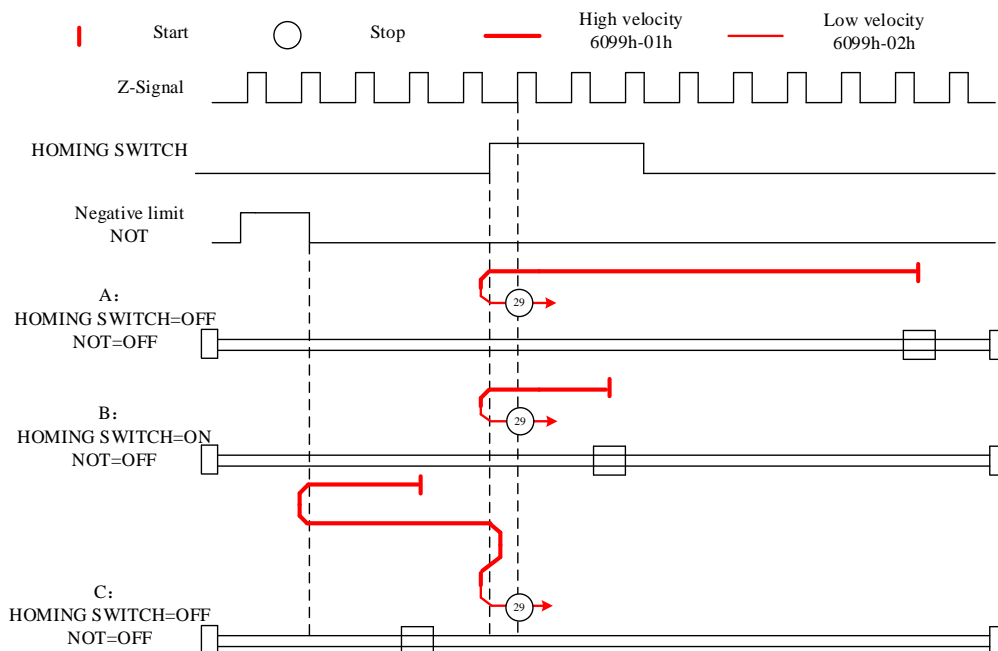 Start
Stop
High velocity
6099h-01h
Low velocity
6099h-02h
Z-Signal
HOMING SWITCH
Negative limit
NOT
A：
HOMING SWITCH=OFF
NOT=OFF
29
B：
HOMING SWITCH=ON
NOT=OFF
29
C：
HOMING SWITCH=OFF
NOT=OFF
29